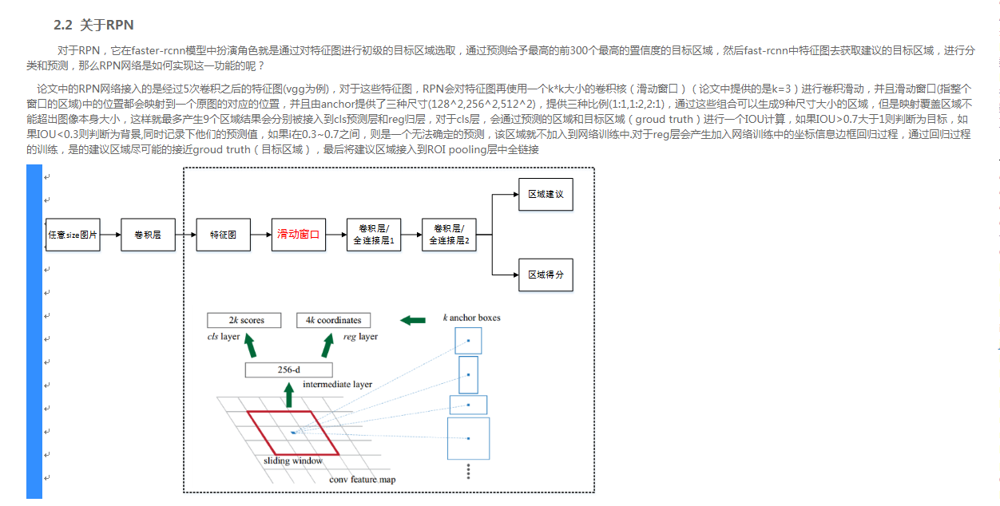 2.2 关于RPN
对于RPN，它在faster-rcnn模型中扮演角色就是通过对特征图进行初级的目标区域选取，通过预测给予最高的前300个最高的置信度的目标区域，然后fast-rcnn中特征图去获取建议的目标区域，进行分
类和预测，那么RPN网络是如何实现这一功能的呢？
论文中的RPN网络接入的是经过5次卷积之后的特征图(vgg为例)，对于这些特征图，RPN会对特征图再使用一个k*k大小的卷积核（滑动窗口）（论文中提供的是k=3）进行卷积滑动，并且滑动窗口(指整个
窗口的区域)中的位置都会映射到一个原图的对应的位置，并且由anchor提供了三种尺寸(128^2,256^2,512^2)，提供三种比例(1:1,1:2,2:1)，通过这些组合可以生成9种尺寸大小的区域，但是映射覆盖区域不
能超出图像本身大小，这样就最多产生9个区域结果会分别被接入到cls预测层和reg归层，对于cls层，会通过预测的区域和目标区域（groud truth）进行一个IOU计算，如果IOU>0.7大于1则判断为目标，如
果IOU<0.3则判断为背景,同时记录下他们的预测值，如果i在0.3~0.7之间，则是一个无法确定的预测，该区域就不加入到网络训练中.对于reg层会产生加入网络训练中的坐标信息边框回归过程，通过回归过程
的训练，是的建议区域尽可能的接近groud truth（目标区域），最后将建议区域接入到ROI pooling层中全链接
区域建议
任意size图片
卷积层
特征图
滑动窗口
卷积层/
全连接层1
卷积层/
全连接层2
区域得分
2k scores
4k coordinates
k anchor boxes
cls layer
reg layer
256-d
intermediate layer
sliding window
conv feature map